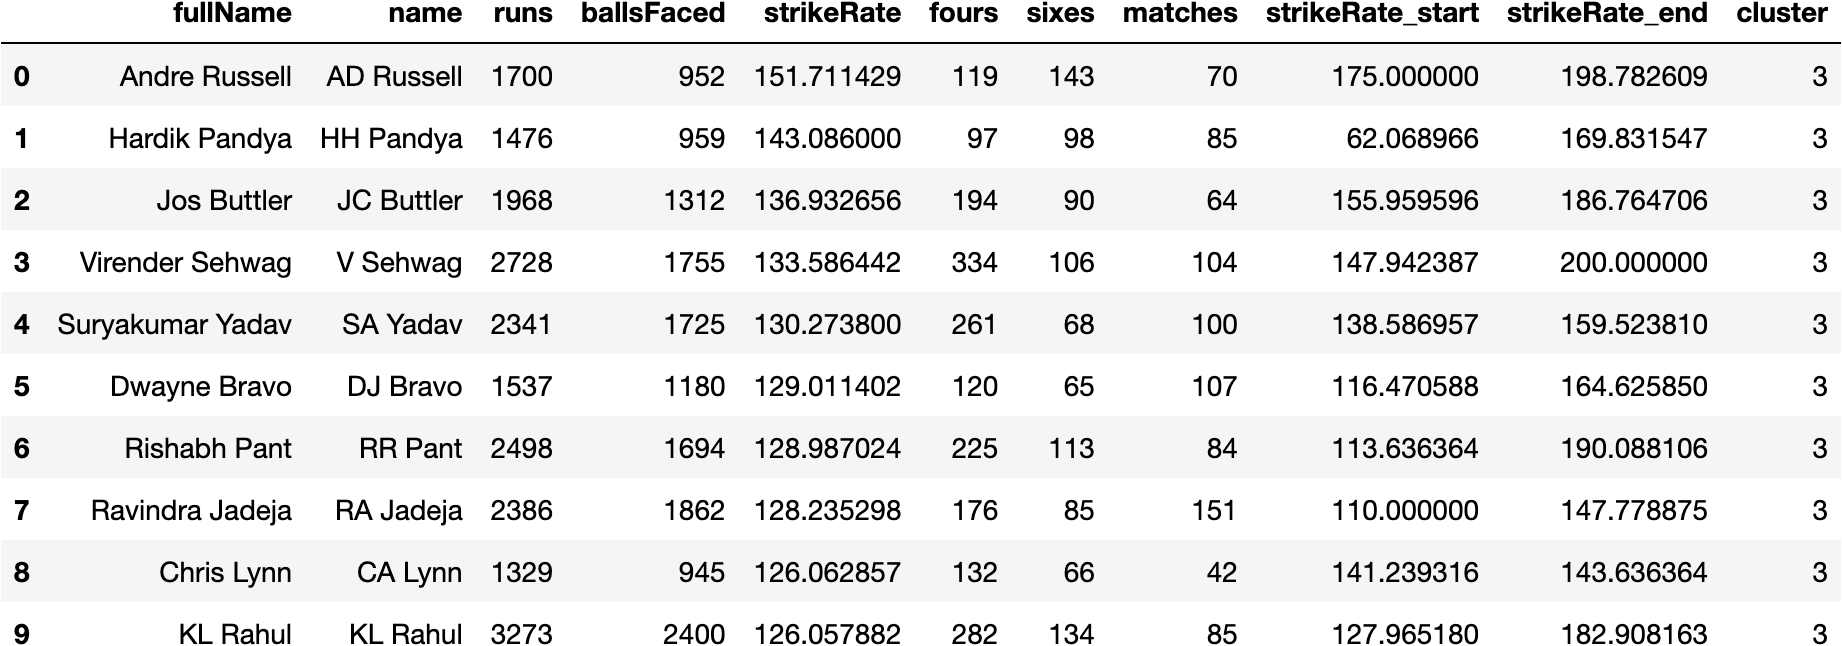 fullName name runs ballsFaced strikeRate fours sixes matches strikeRate_start strikeRate_end cluster
0 Andre Russell AD Russell 1700 952 151.711429 119 143 70 175.000000 198.782609 3
1 Hardik Pandya HH Pandya 1476 959 143.086000 97 98 85 62.068966 169.831547 3
2 Jos Buttler JC Buttler 1968 1312 136.932656 194 90 64 155.959596 186.764706 3
3 Virender Sehwag V Sehwag 2728 1755 133.586442 334 106 104 147.942387 200.000000 3
4 Suryakumar Yadav SA Yadav 2341 1725 130.273800 261 68 100 138.586957 159.523810 3
5 Dwayne Bravo DJ Bravo 1537 1180 129.011402 120 65 107 116.470588 164.625850 3
6 Rishabh Pant RR Pant 2498 1694 128.987024 225 113 84 113.636364 190.088106 3
7 Ravindra Jadeja RA Jadeja 2386 1862 128.235298 176 85 151 110.000000 147.778875 3
8 Chris Lynn CA Lynn 1329 945 126.062857 132 66 42 141.239316 143.636364 3
9 KL Rahul KL Rahul 3273 2400 126.057882 282 134 85 127.965180 182.908163 3